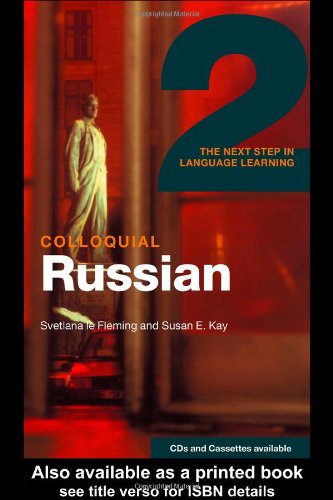 2
THE NEXT STEP IN
LANGUAGE LEARNING
COLLOQUIAL
Russian
Svetlana le Fleming and Susan E. Kay
CDs and Cassettes available
Also available as a printed book
see title verso for ISBN details